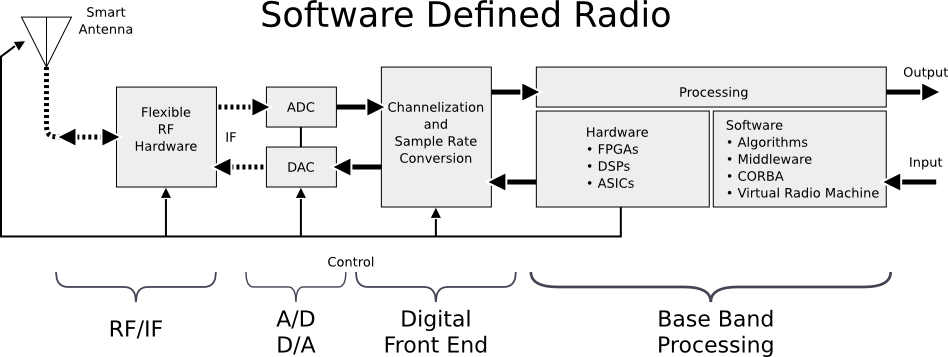 Software Defined Radio
Smart
Antenna
Flexible
RF
Hardware
IF
ADC
DAC
Channelization
and
Sample Rate
Conversion
Processing
Hardware
• FPGAs
• DSPs
• ASICs
Software
• Algorithms
• Middleware
• CORBA
• Virtual Radio Machine
Output
Input
Control
RF/IF
A/D
D/A
Digital
Front End
Base Band
Processing